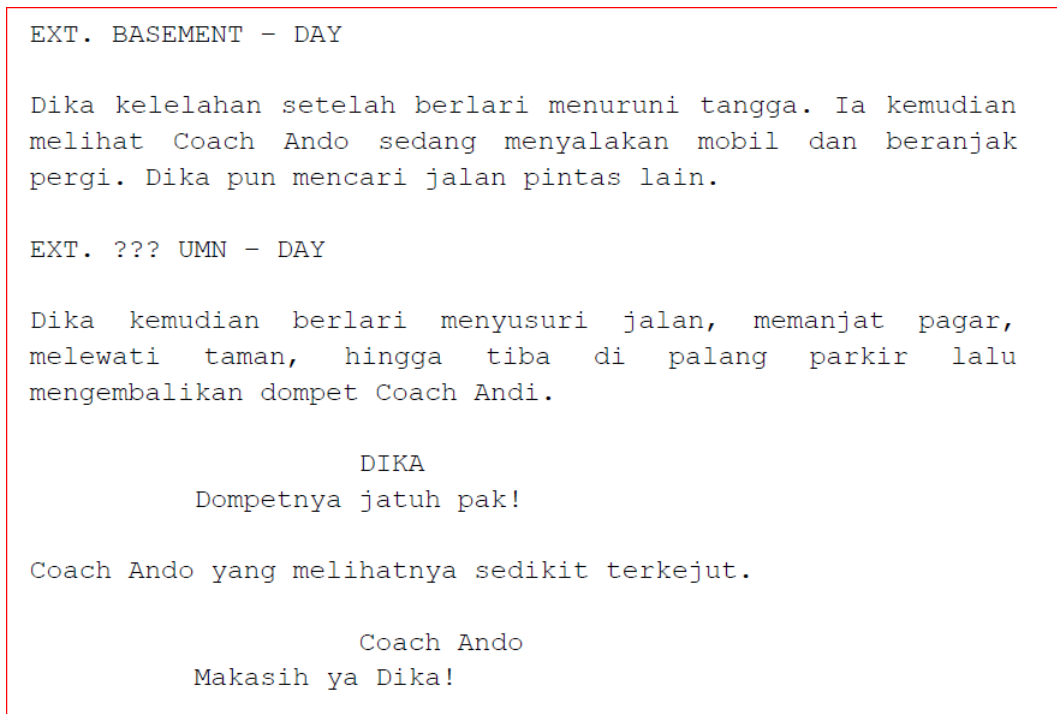 EXT. BASEMENT – DAY
Dika kelelahan setelah berlari menuruni tangga. Ia kemudian
melihat Coach Ando sedang menyalakan mobil dan beranjak
pergi. Dika pun mencari jalan pintas lain.
EXT. ??? UMN – DAY
Dika kemudian berlari menyusuri jalan, memanjat pagar,
melewati taman, hingga tiba di palang parkir lalu
mengembalikan dompet Coach Andi.
DIKA
Dompetnya jatuh pak!
Coach Ando yang melihatnya sedikit terkejut.
Coach Ando
Makasih ya Dika!